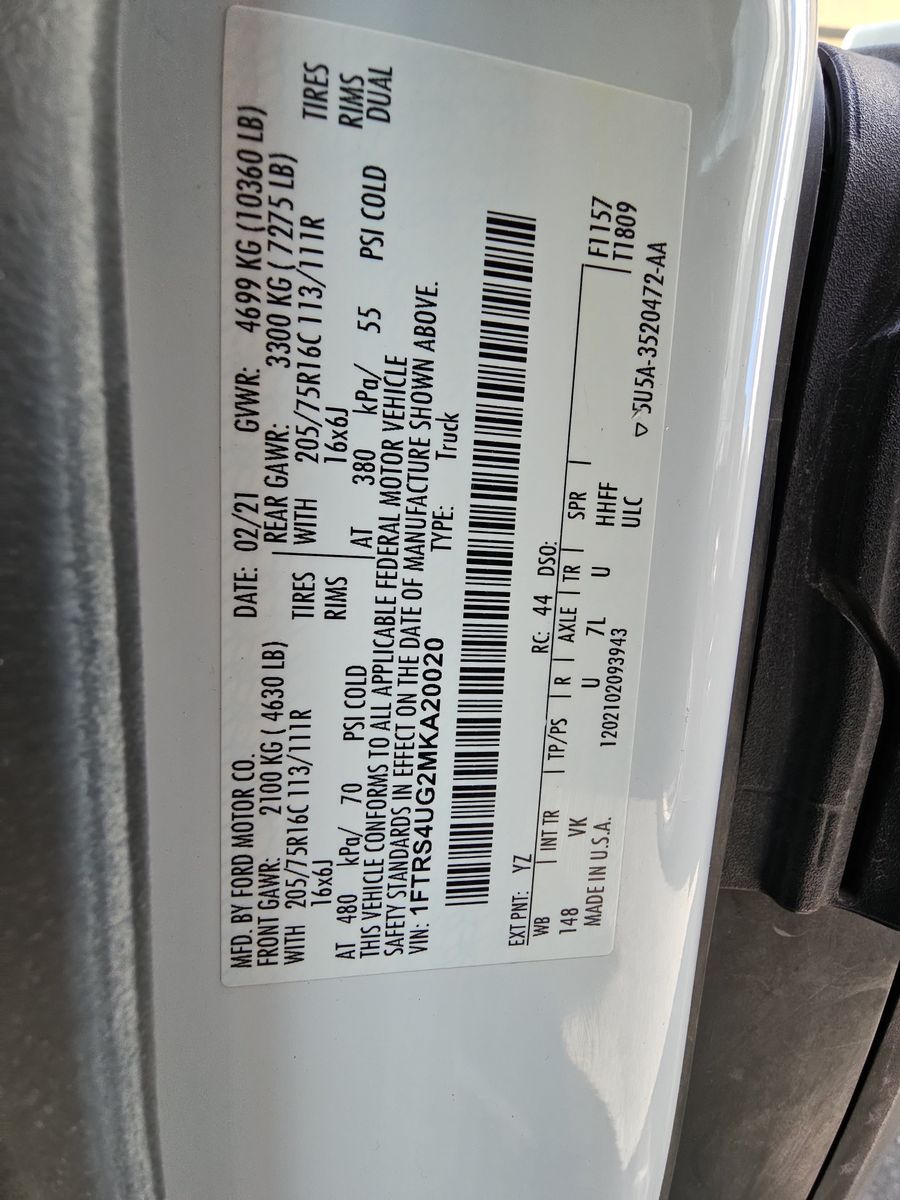 MFD. BY FORD MOTOR CO. DATE: 02/21 GVWR: 4699 KG (10360 LB)
FRONT GAWR: 2100 KG ( 4630 LB) REAR GAWR: 3300 KG ( 7275 LB)
WITH 205/75R16C 113/111R TIRES WITH 205/75R16C 113/111R TIRES
16x6J RIMS 16x6J RIMS
AT 480 kPa/ 70 PSI COLD AT 380 kPa/ 55 PSI COLD DUAL
THIS VEHICLE CONFORMS TO ALL APPLICABLE FEDERAL MOTOR VEHICLE
SAFETY STANDARDS IN EFFECT ON THE DATE OF MANUFACTURE SHOWN ABOVE.
VIN: 1FTRS4UG2MKA20020 TYPE: Truck
EXT PNT: YZ RC: 44 DSO:
WB INT TR TP/PS R AXLE TR SPR F1157
148 VK U 7L U HHFF T1809
MADE IN U.S.A. 1202102093943 ULC ▽5U5A-3520472-AA